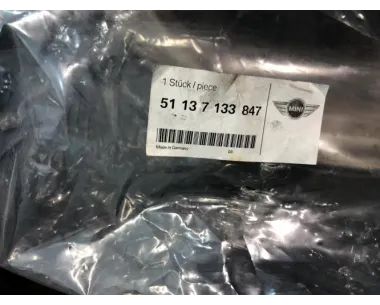 1 Stück / piece
51 13 7 133 847
MINI
Made in Germany